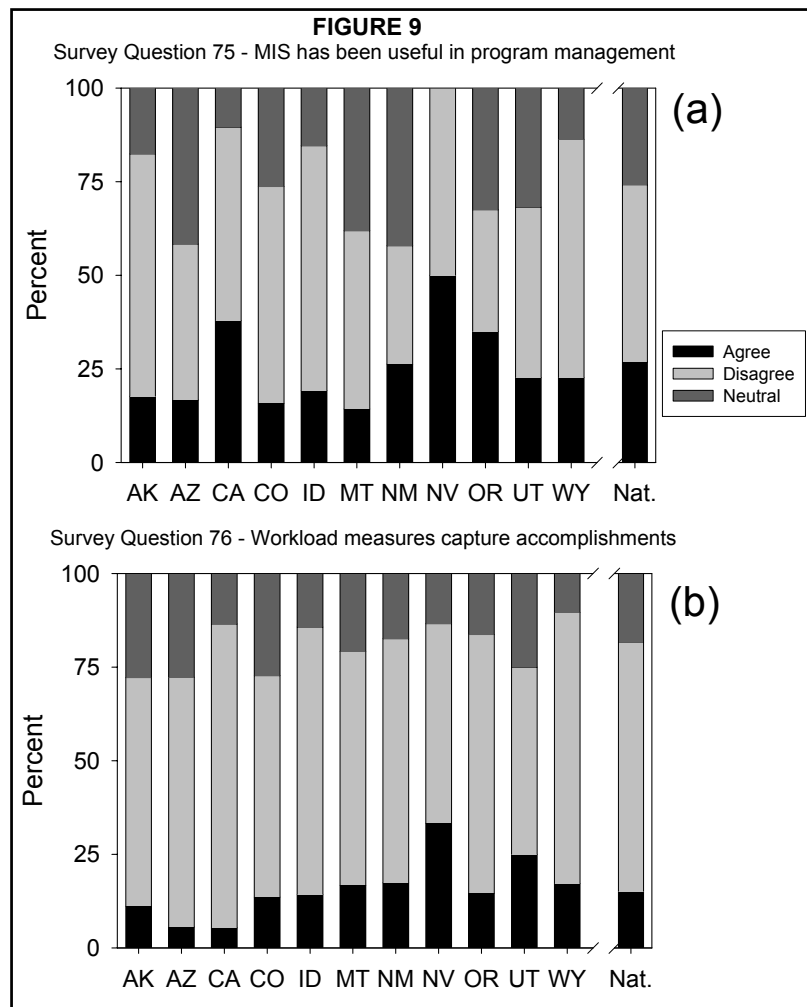 FIGURE 9
Survey Question 75 - MIS has been useful in program management
(a)
100
75
50
25
0
Percent
AK AZ CA CO ID MT NM NV OR UT WY Nat.
Agree
Disagree
Neutral
Survey Question 76 - Workload measures capture accomplishments
(b)
100
75
50
25
0
Percent
AK AZ CA CO ID MT NM NV OR UT WY Nat.